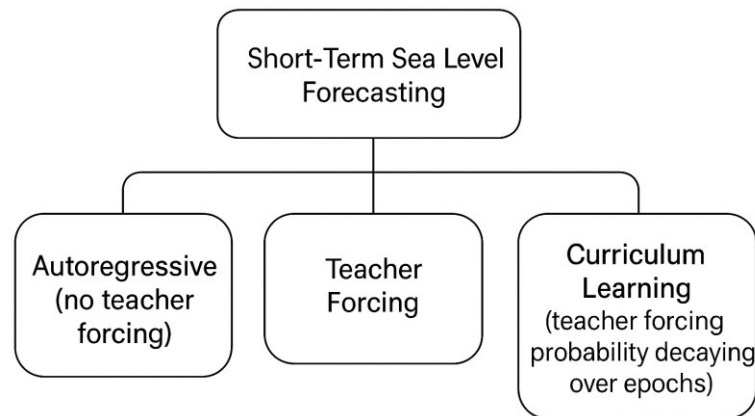 Short-Term Sea Level
Forecasting
Autoregressive
(no teacher
forcing)
Teacher
Forcing
Curriculum
Learning
(teacher forcing
probability decaying
over epochs)